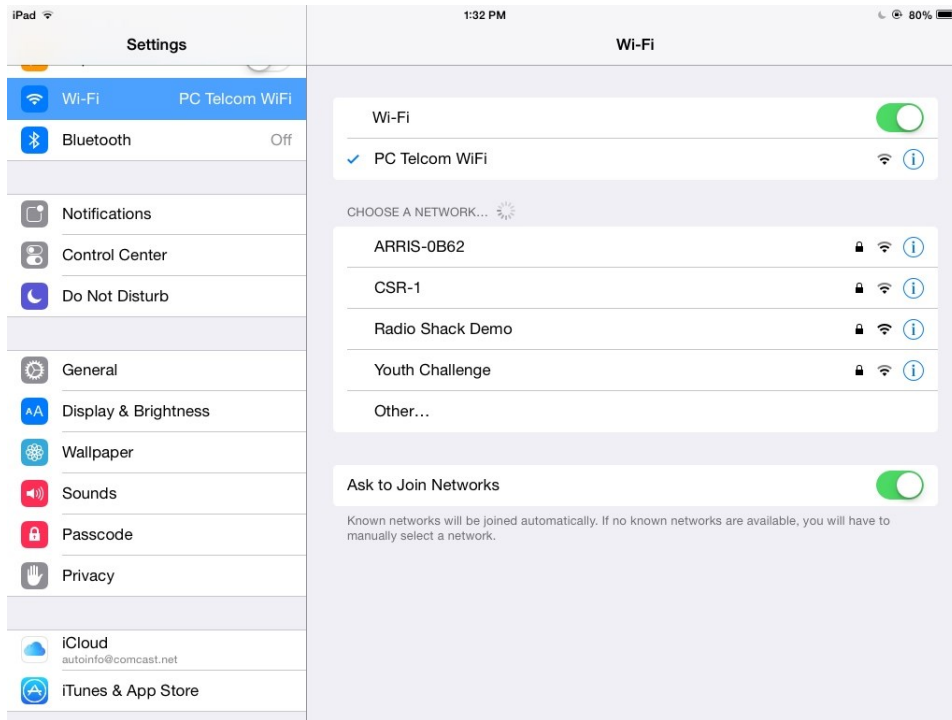 iPad
1:32 PM
80%
Settings
Wi-Fi
Wi-Fi
PC Telcom WiFi
Bluetooth
Off
Notifications
Control Center
Do Not Disturb
General
AA
Display & Brightness
Wallpaper
Sounds
Passcode
Privacy
iCloud
autoinfo@comcast.net
iTunes & App Store
Wi-Fi
PC Telcom WiFi
CHOOSE A NETWORK...
ARRIS-0B62
CSR-1
Radio Shack Demo
Youth Challenge
Other...
Ask to Join Networks
Known networks will be joined automatically. If no known networks are available, you will have to
manually select a network.